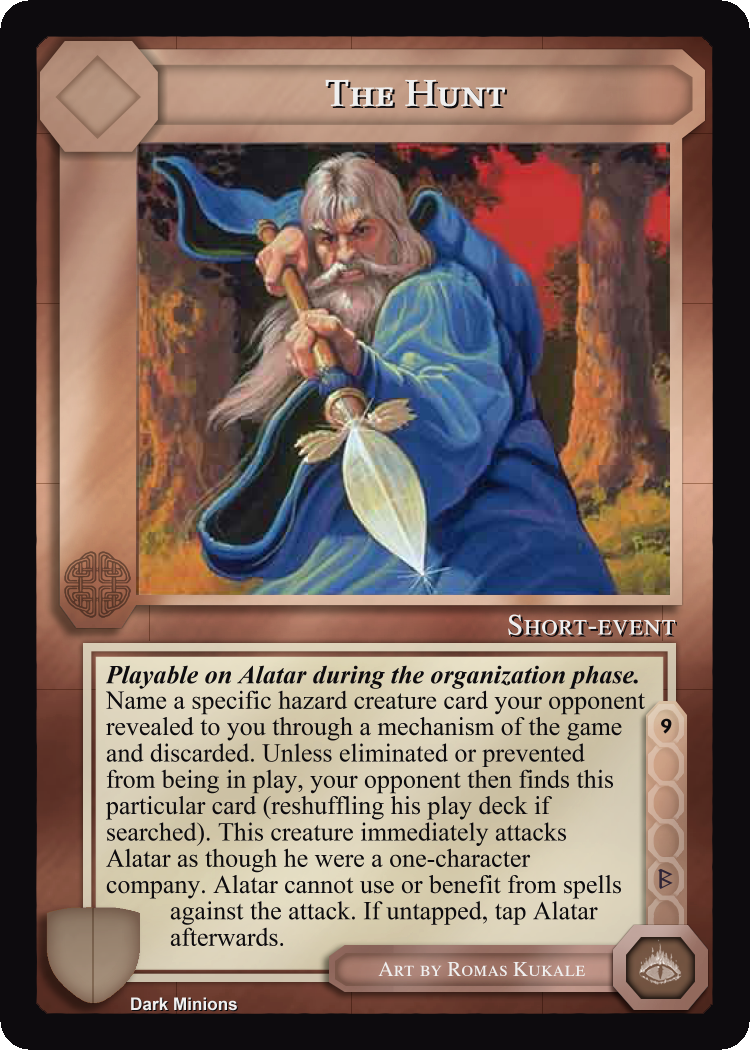 The Hunt
Short-event
Playable on Alatar during the organization phase.
Name a specific hazard creature card your opponent
revealed to you through a mechanism of the game
and discarded. Unless eliminated or prevented
from being in play, your opponent then finds this
particular card (reshuffling his play deck if
searched). This creature immediately attacks
Alatar as though he were a one-character
company. Alatar cannot use or benefit from spells
against the attack. If untapped, tap Alatar
afterwards.
9
ᛒ
Art by Romas Kukale
Dark Minions